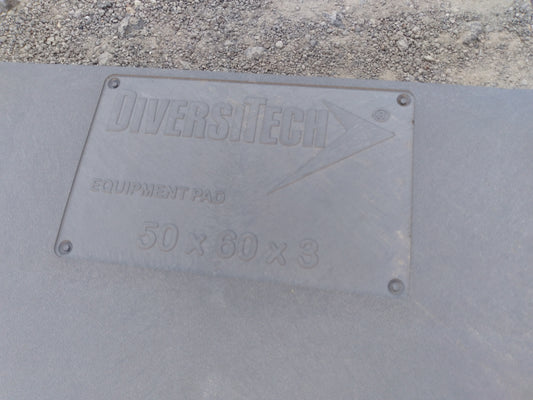 DIVERSITECH ®
EQUIPMENT PAD
50 x 60 x 3